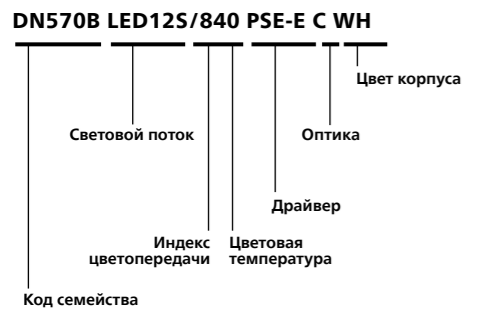 DN570B LED12S/840 PSE-E C WH
Цвет корпуса
Световой поток
Оптика
Драйвер
Индекс
цветопередачи
Цветовая
температура
Код семейства